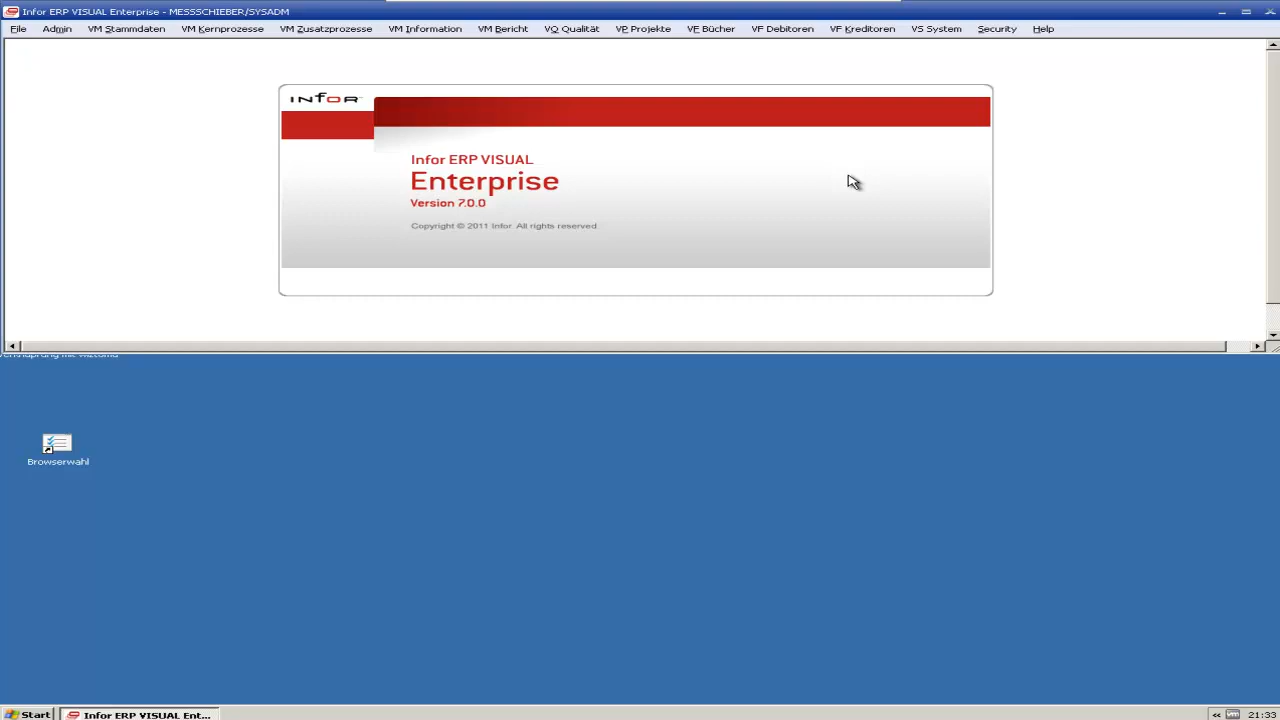 Infor ERP VISUAL Enterprise - MESSSCHIEBER/SYSADM
File Admin VM Stammdaten VM Kernprozesse VM Zusatzprozesse VM Information VM Bericht VQ Qualität VP Projekte VF Bücher VF Debitoren VF Kreditoren VS System Security Help
INFOR
Infor ERP VISUAL
Enterprise
Version 7.0.0
Copyright © 2011 Infor. All rights reserved.
Browserwahl
Start Infor ERP VISUAL Ent... 21:33